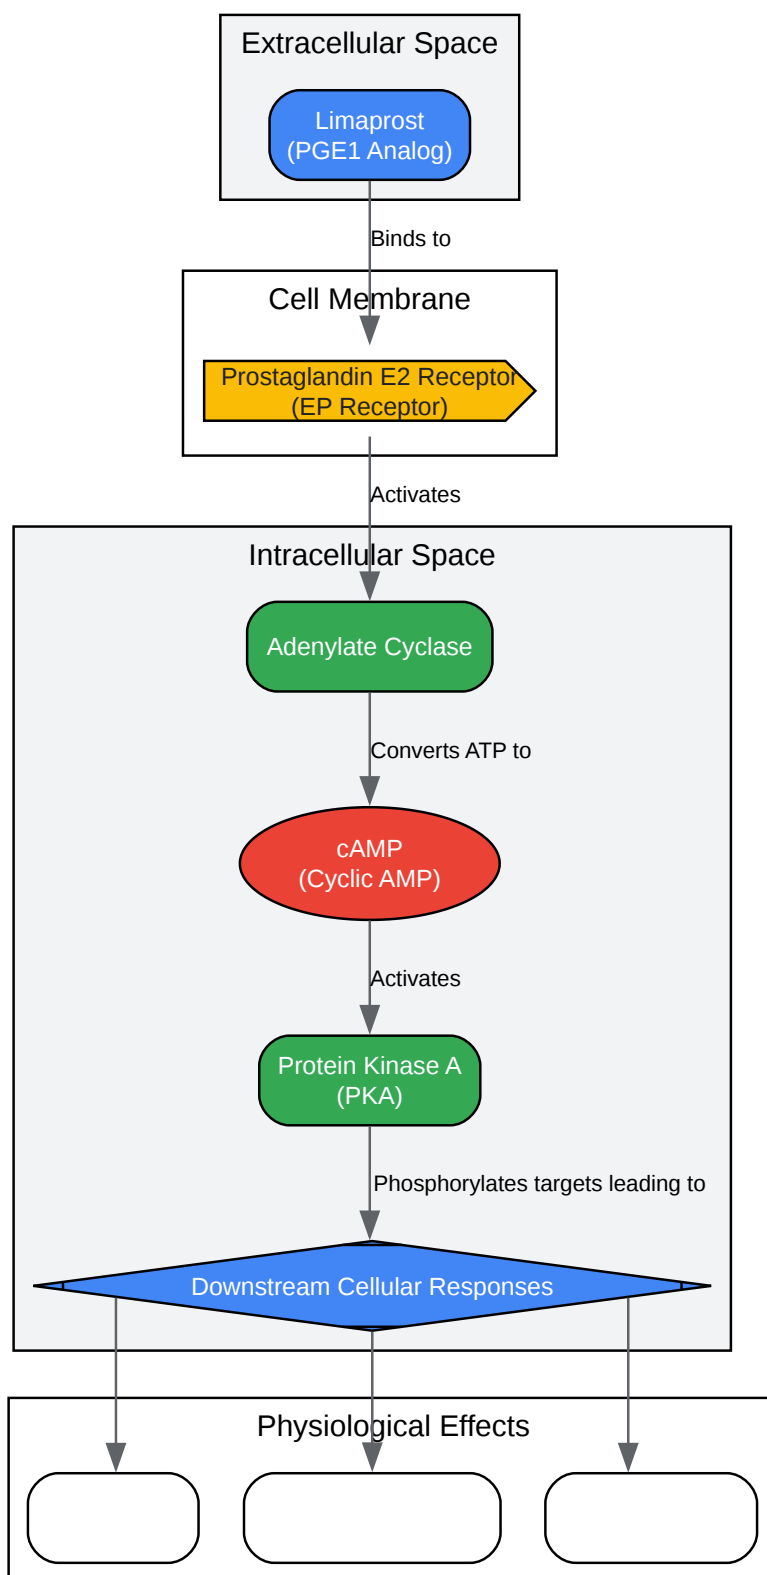 Extracellular Space
Limaprost
(PGE1 Analog)
Binds to
Cell Membrane
Prostaglandin E2 Receptor
(EP Receptor)
Activates
Intracellular Space
Adenylate Cyclase
Converts ATP to
cAMP
(Cyclic AMP)
Activates
Protein Kinase A
(PKA)
Phosphorylates targets leading to
Downstream Cellular Responses
Physiological Effects